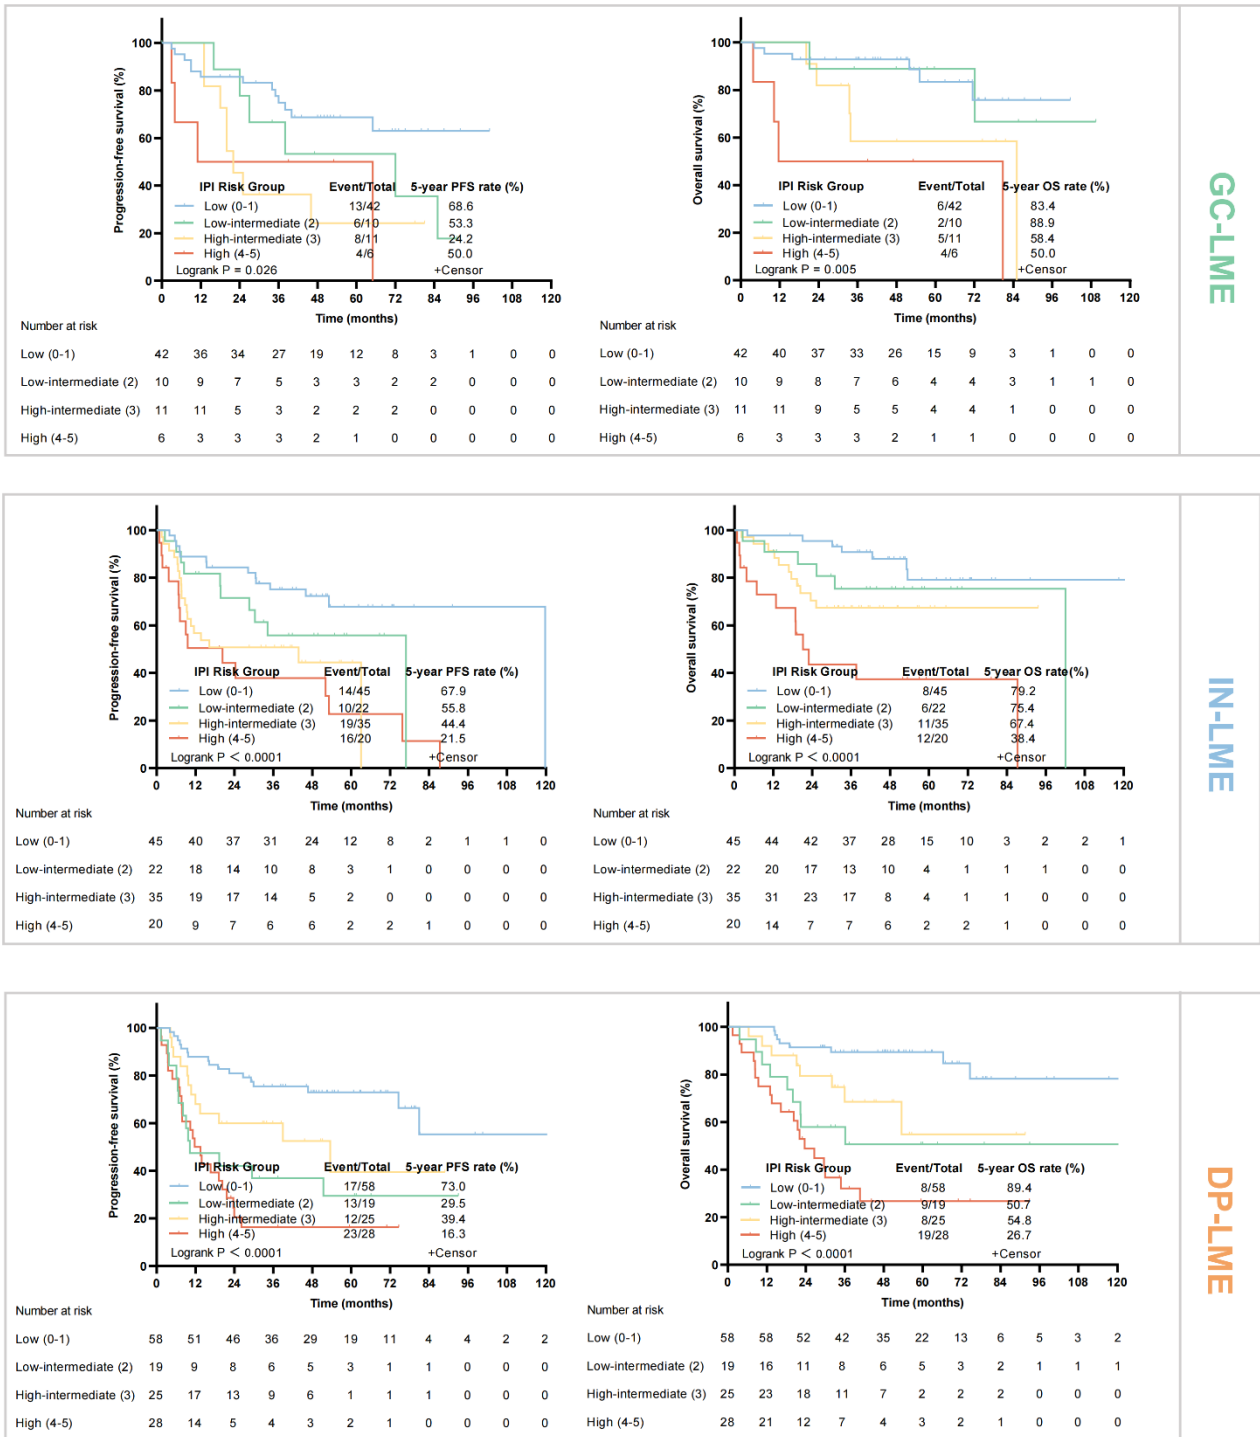 Progression-free survival (%)
100
80
60
40
20
0
IPI Risk Group Event/Total 5-year PFS rate (%)
Low (0-1) 13/42 68.6
Low-intermediate (2) 6/10 53.3
High-intermediate (3) 8/11 24.2
High (4-5) 4/6 50.0
Logrank P = 0.026 +Censor
0 12 24 36 48 60 72 84 96 108 120
Time (months)
Number at risk
Low (0-1) 42 36 34 27 19 12 8 3 1 0 0
Low-intermediate (2) 10 9 7 5 3 3 2 2 0 0 0
High-intermediate (3) 11 11 5 3 2 2 2 0 0 0 0
High (4-5) 6 3 3 3 2 1 0 0 0 0 0
Overall survival (%)
100
80
60
40
20
0
IPI Risk Group Event/Total 5-year OS rate (%)
Low (0-1) 6/42 83.4
Low-intermediate (2) 2/10 88.9
High-intermediate (3) 5/11 58.4
High (4-5) 4/6 50.0
Logrank P = 0.005 +Censor
0 12 24 36 48 60 72 84 96 108 120
Time (months)
Number at risk
Low (0-1) 42 40 37 33 26 15 9 3 1 0 0
Low-intermediate (2) 10 9 8 7 6 4 4 3 1 1 0
High-intermediate (3) 11 11 9 5 5 4 4 1 0 0 0
High (4-5) 6 3 3 3 2 1 1 0 0 0 0
GC-LME
Progression-free survival (%)
100
80
60
40
20
0
IPI Risk Group Event/Total 5-year PFS rate (%)
Low (0-1) 14/45 67.9
Low-intermediate (2) 10/22 55.8
High-intermediate (3) 19/35 44.4
High (4-5) 16/20 21.5
Logrank P < 0.0001 +Censor
0 12 24 36 48 60 72 84 96 108 120
Time (months)
Number at risk
Low (0-1) 45 40 37 31 24 12 8 2 1 1 0
Low-intermediate (2) 22 18 14 10 8 3 1 0 0 0 0
High-intermediate (3) 35 19 17 14 5 2 0 0 0 0 0
High (4-5) 20 9 7 6 6 2 2 1 0 0 0
Overall survival (%)
100
80
60
40
20
0
IPI Risk Group Event/Total 5-year OS rate (%)
Low (0-1) 8/45 79.2
Low-intermediate (2) 6/22 75.4
High-intermediate (3) 11/35 67.4
High (4-5) 12/20 38.4
Logrank P < 0.0001 +Censor
0 12 24 36 48 60 72 84 96 108 120
Time (months)
Number at risk
Low (0-1) 45 44 42 37 28 15 10 3 2 2 1
Low-intermediate (2) 22 20 17 13 10 4 1 1 1 0 0
High-intermediate (3) 35 31 23 17 8 4 1 1 0 0 0
High (4-5) 20 14 7 7 6 2 2 1 0 0 0
IN-LME
Progression-free survival (%)
100
80
60
40
20
0
IPI Risk Group Event/Total 5-year PFS rate (%)
Low (0-1) 17/58 73.0
Low-intermediate (2) 13/19 29.5
High-intermediate (3) 12/25 39.4
High (4-5) 23/28 16.3
Logrank P < 0.0001 +Censor
0 12 24 36 48 60 72 84 96 108 120
Time (months)
Number at risk
Low (0-1) 58 51 46 36 29 19 11 4 4 2 2
Low-intermediate (2) 19 9 8 6 5 3 1 1 0 0 0
High-intermediate (3) 25 17 13 9 6 1 1 1 0 0 0
High (4-5) 28 14 5 4 3 2 1 0 0 0 0
Overall survival (%)
100
80
60
40
20
0
IPI Risk Group Event/Total 5-year OS rate (%)
Low (0-1) 8/58 89.4
Low-intermediate (2) 9/19 50.7
High-intermediate (3) 8/25 54.8
High (4-5) 19/28 26.7
Logrank P < 0.0001 +Censor
0 12 24 36 48 60 72 84 96 108 120
Time (months)
Number at risk
Low (0-1) 58 58 52 42 35 22 13 6 5 3 2
Low-intermediate (2) 19 16 11 8 6 5 3 2 1 1 1
High-intermediate (3) 25 23 18 11 7 2 2 2 0 0 0
High (4-5) 28 21 12 7 4 3 2 1 0 0 0
DP-LME